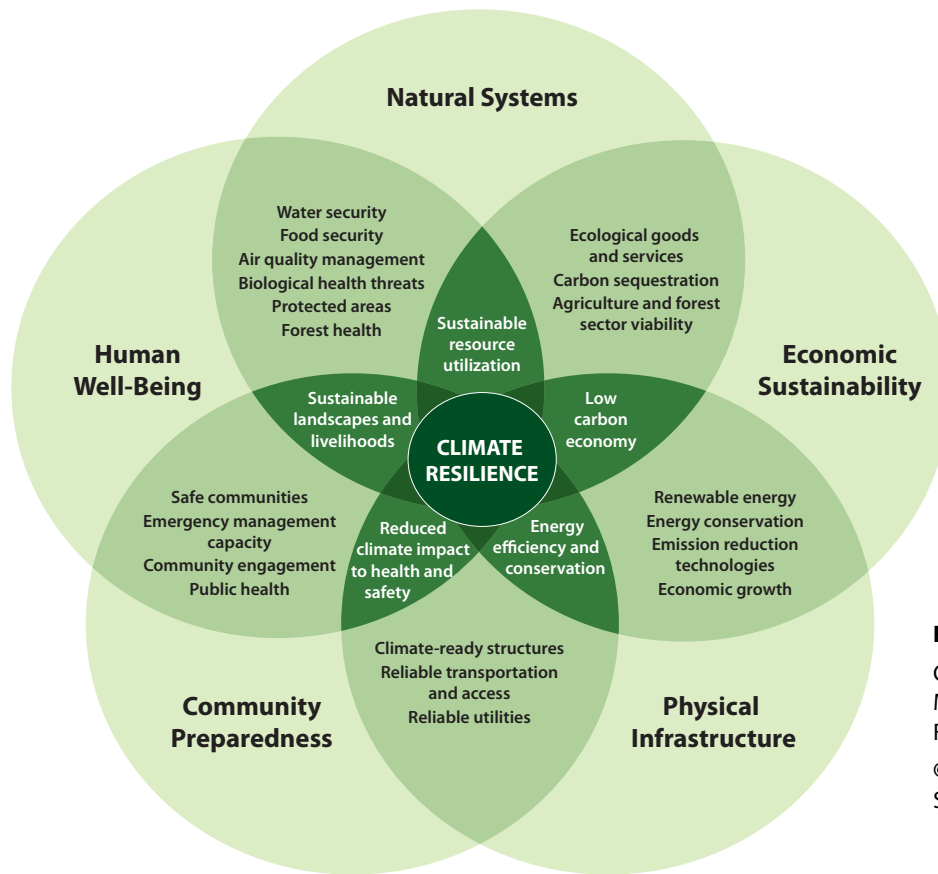 Natural Systems
Water security
Food security
Air quality management
Biological health threats
Protected areas
Forest health
Ecological goods
and services
Carbon sequestration
Agriculture and forest
sector viability
Sustainable
resource
utilization
Human
Well-Being
Economic
Sustainability
Sustainable
landscapes and
livelihoods
Low
carbon
economy
CLIMATE
RESILIENCE
Safe communities
Emergency management
capacity
Community engagement
Public health
Reduced
climate impact
to health and
safety
Energy
efficiency and
conservation
Renewable energy
Energy conservation
Emission reduction
technologies
Economic growth
Climate-ready structures
Reliable transportation
and access
Reliable utilities
Community
Preparedness
Physical
Infrastructure